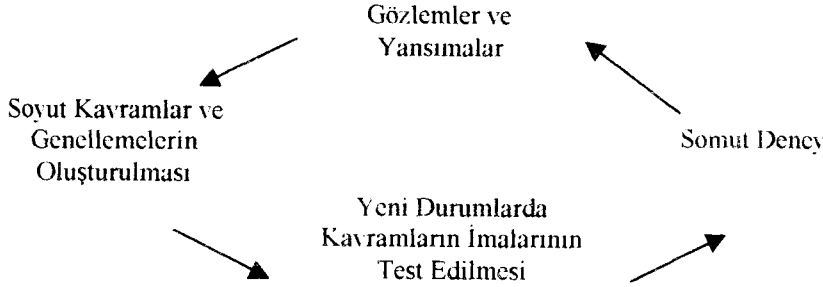 Gözlemler ve
Yansımalar
Soyut Kavramlar ve
Genellemelerin
Oluşturulması
Somut Deney
Yeni Durumlarda
Kavramların İmalarının
Test Edilmesi